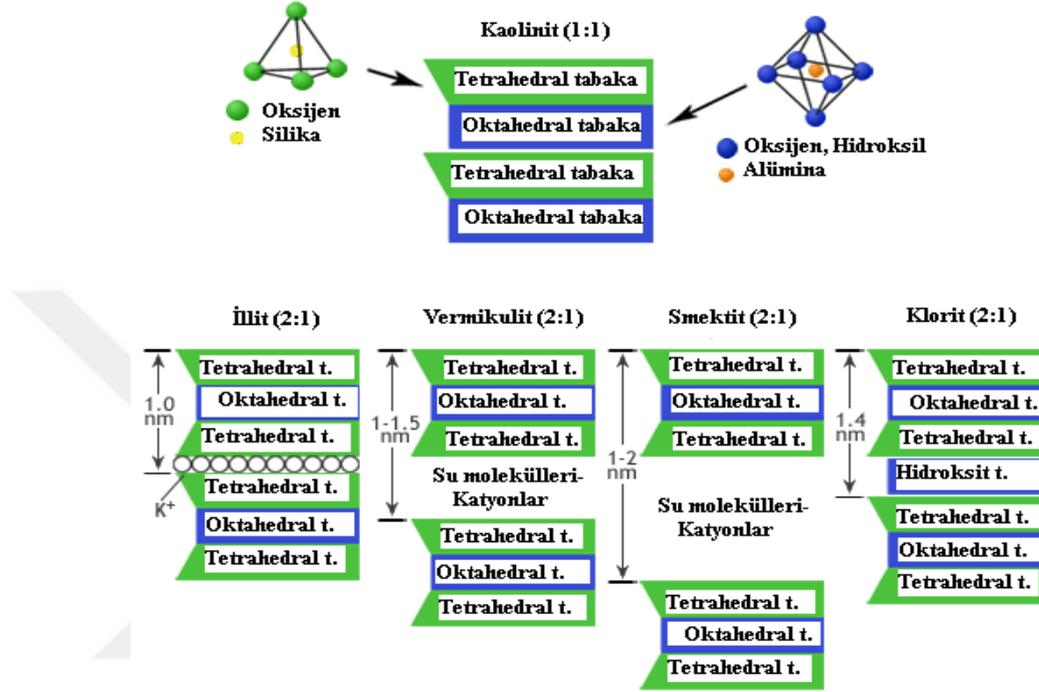 Kaolinit (1:1)
Tetrahedral tabaka
Oktahedral tabaka
Tetrahedral tabaka
Oktahedral tabaka
Oksijen
Silika
Oksijen, Hidroksil
Alümina
İllit (2:1)
1.0
nm
Tetrahedral t.
Oktahedral t.
Tetrahedral t.
K+
Tetrahedral t.
Oktahedral t.
Tetrahedral t.
Vermikulit (2:1)
1-1.5
nm
Tetrahedral t.
Oktahedral t.
Tetrahedral t.
Su molekülleri-
Katyonlar
Tetrahedral t.
Oktahedral t.
Tetrahedral t.
Smektit (2:1)
1-2
nm
Tetrahedral t.
Oktahedral t.
Tetrahedral t.
Su molekülleri-
Katyonlar
Tetrahedral t.
Oktahedral t.
Tetrahedral t.
Klorit (2:1)
1.4
nm
Tetrahedral t.
Oktahedral t.
Tetrahedral t.
Hidroksit t.
Tetrahedral t.
Oktahedral t.
Tetrahedral t.